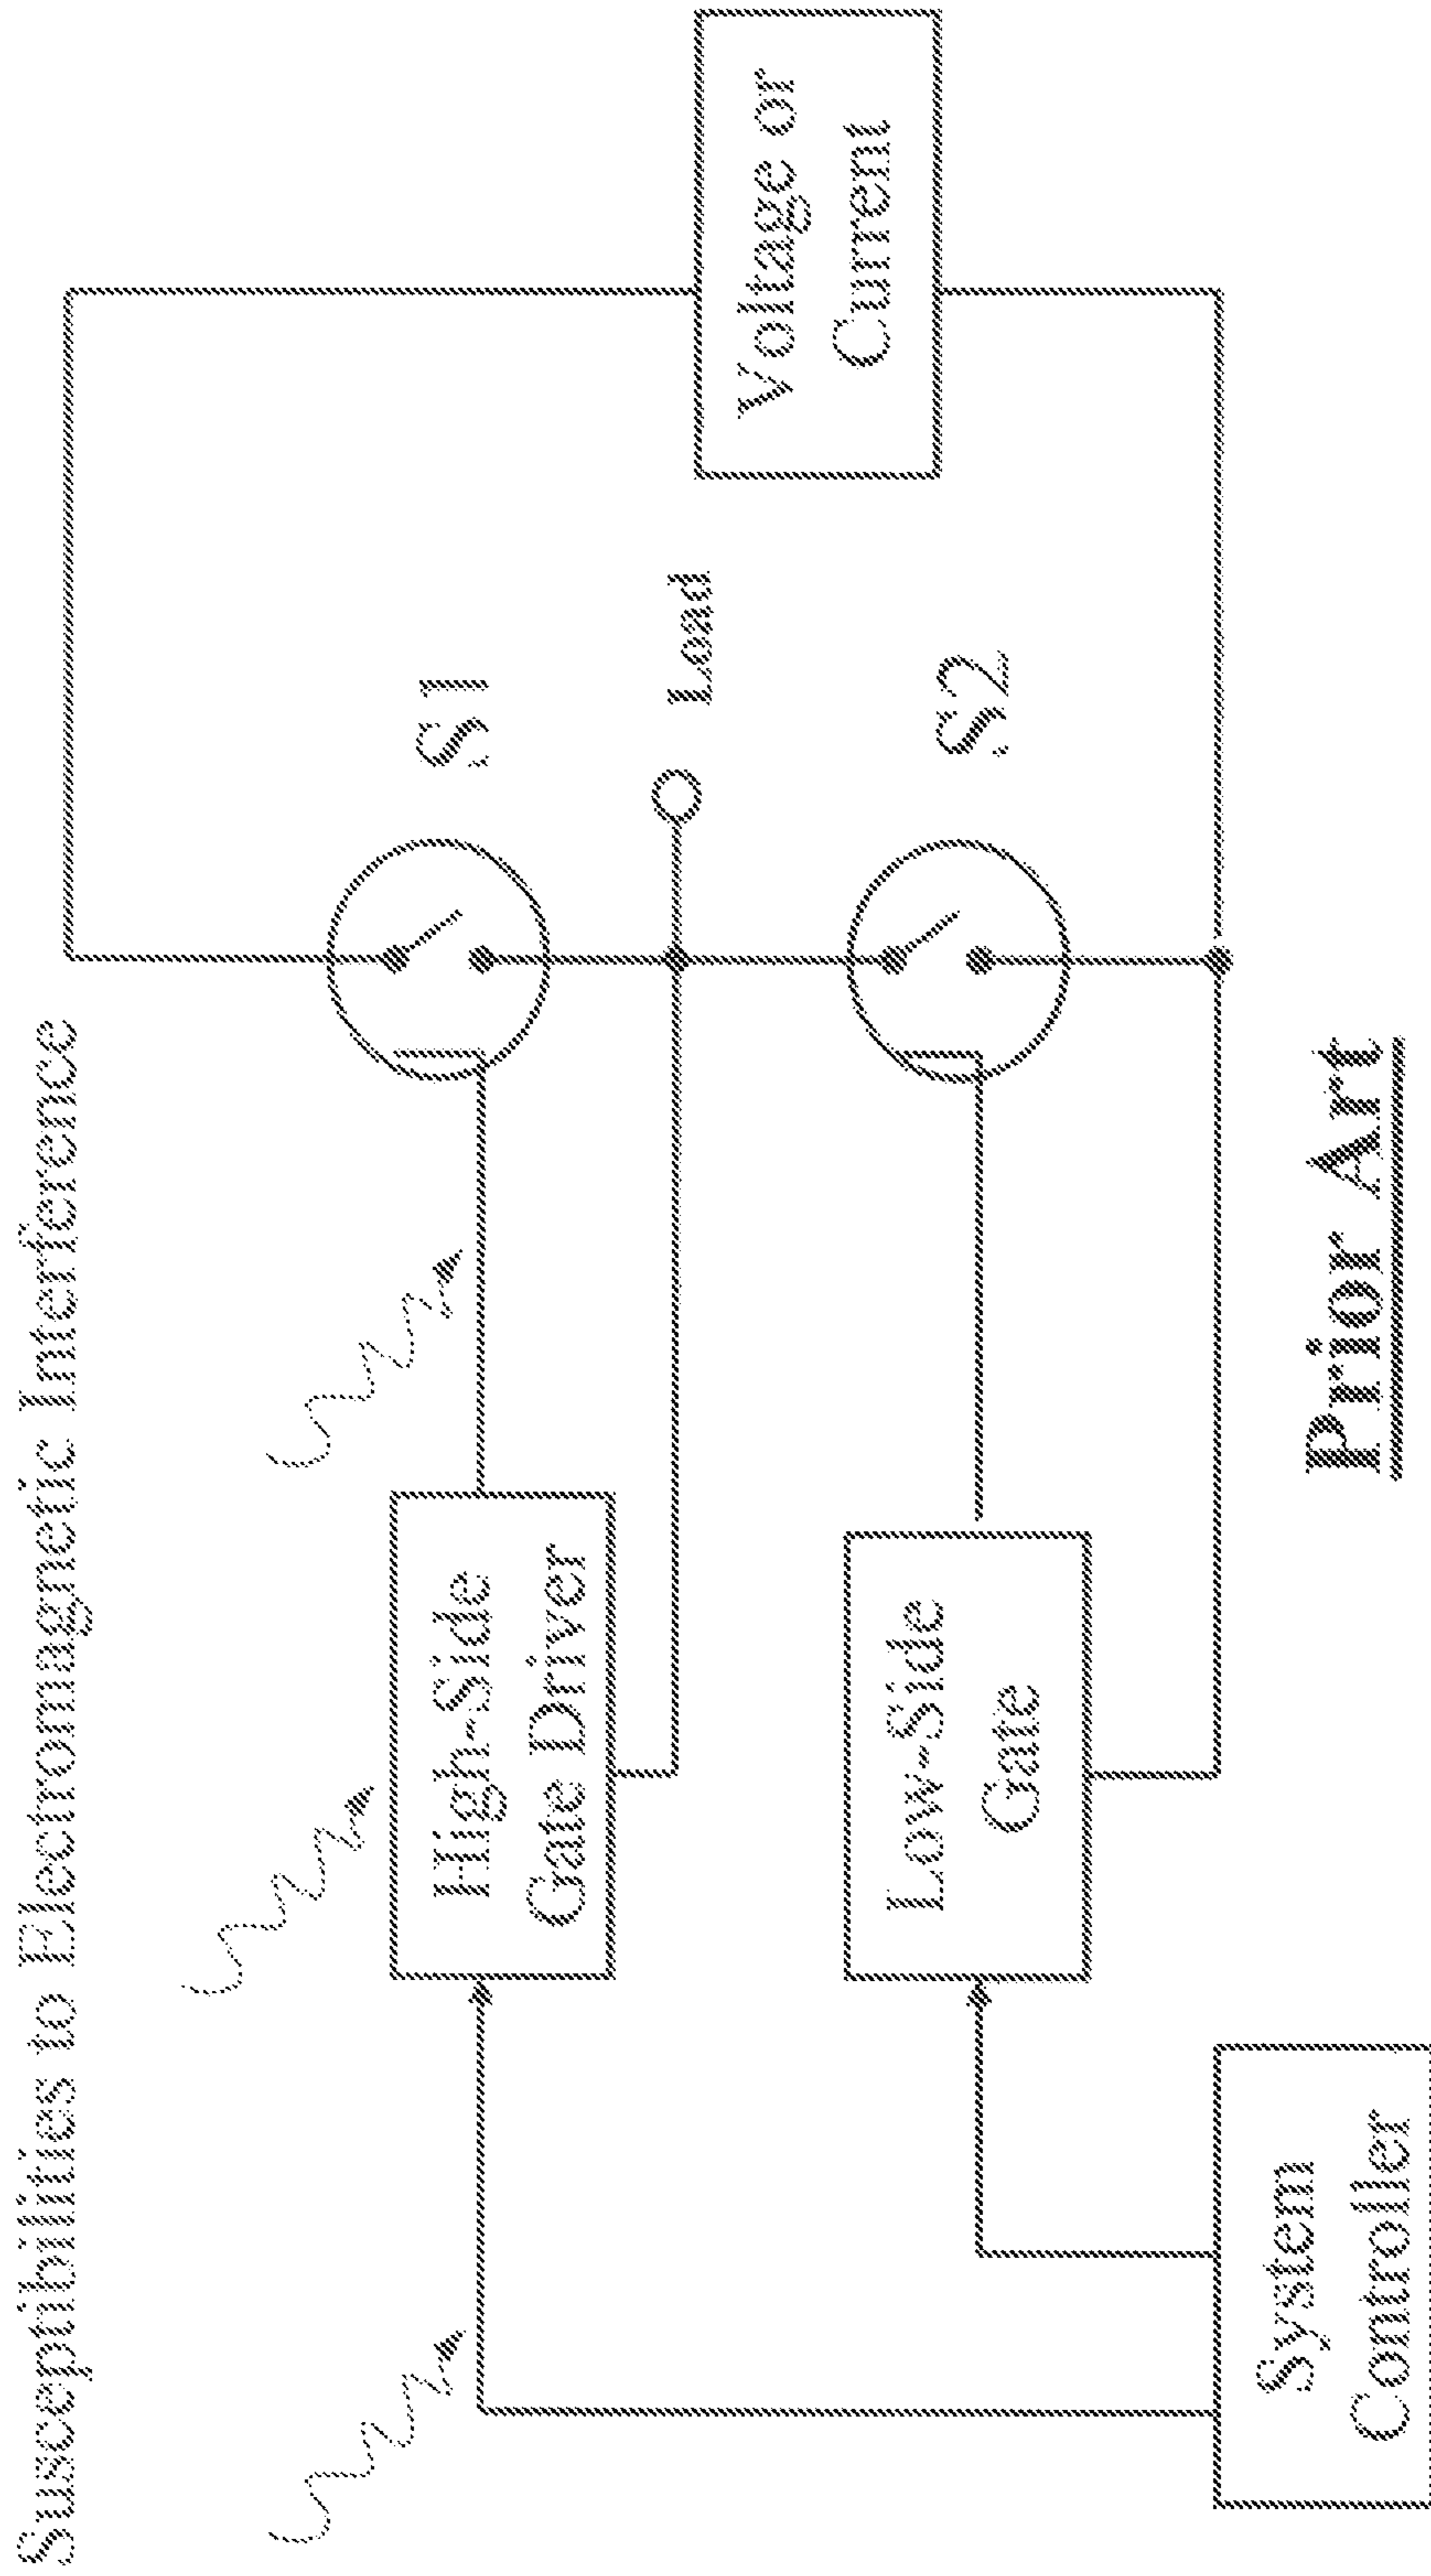 Susceptibilities to Electromagnetic Interference
High-Side
Gate Driver
S1
Load
Voltage or
Current
Low-Side
Gate
S2
System
Controller
Prior Art